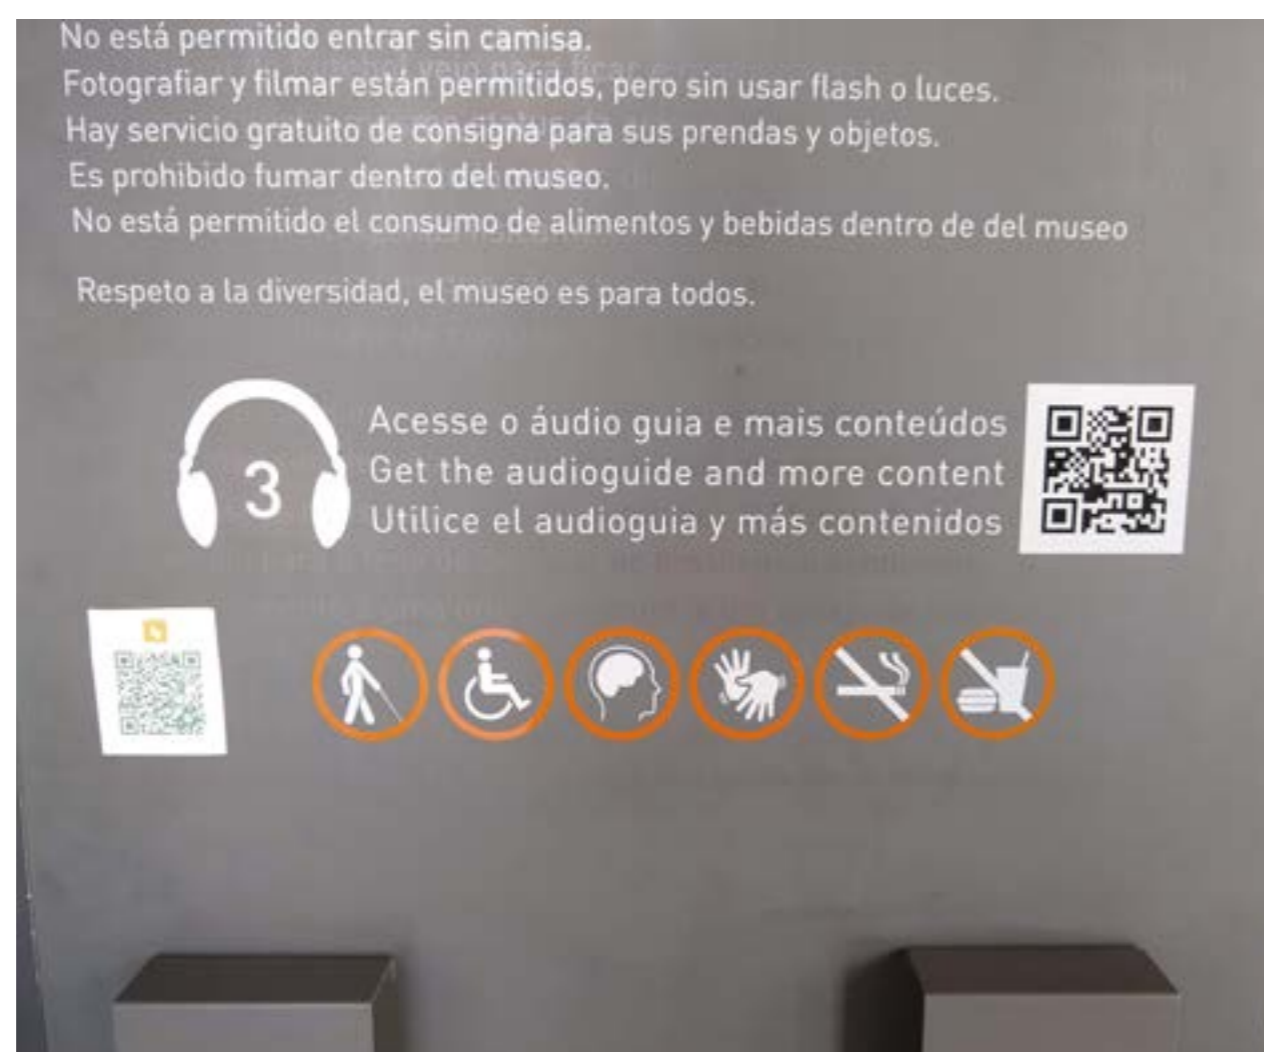 No está permitido entrar sin camisa.
Fotografiar y filmar están permitidos, pero sin usar flash o luces.
Hay servicio gratuito de consigna para sus prendas y objetos.
Es prohibido fumar dentro del museo.
No está permitido el consumo de alimentos y bebidas dentro de del museo
Respeto a la diversidad, el museo es para todos.
3
Acesse o áudio guia e mais conteúdos
Get the audioguide and more content
Utilice el audioguia y más contenidos